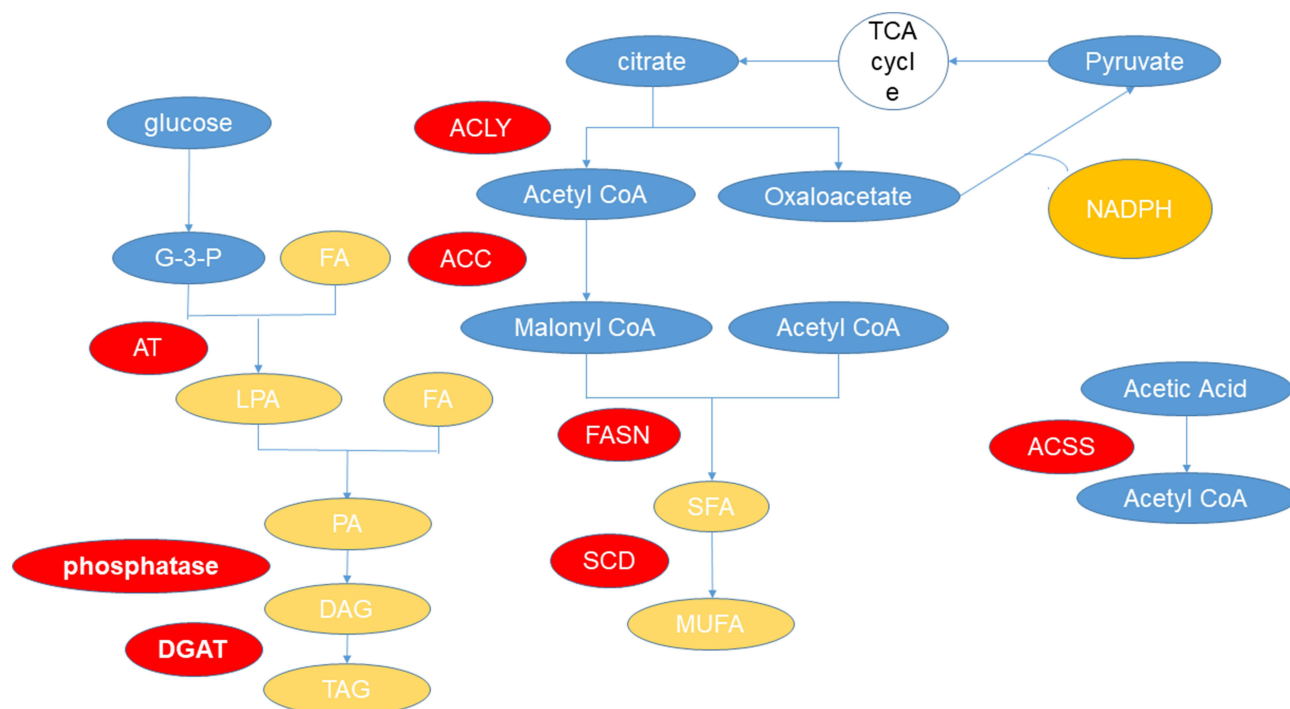 TCA
cycl
e
citrate
Pyruvate
glucose
ACLY
Acetyl CoA
Oxaloacetate
NADPH
G-3-P
FA
ACC
Malonyl CoA
Acetyl CoA
AT
LPA
FA
Acetic Acid
FASN
ACSS
Acetyl CoA
SFA
PA
phosphatase
SCD
DAG
MUFA
DGAT
TAG